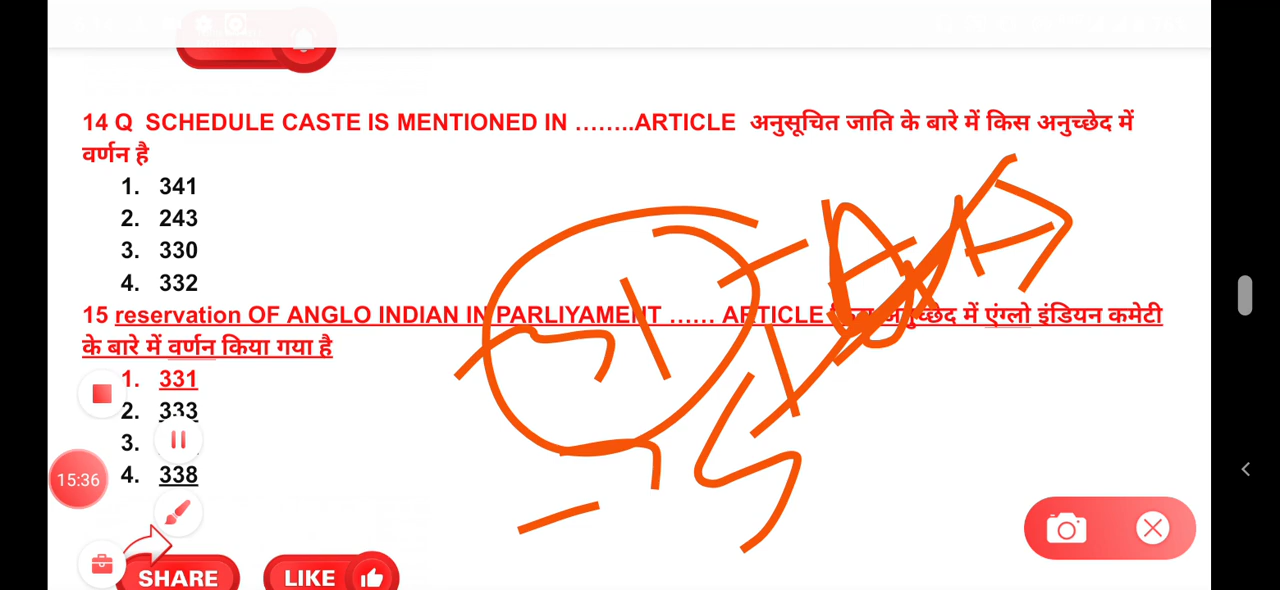 14 Q SCHEDULE CASTE IS MENTIONED IN ........ARTICLE अनुसूचित जाति के बारे में किस अनुच्छेद में
वर्णन है
1. 341
2. 243
3. 330
4. 332
15 reservation OF ANGLO INDIAN IN PARLIYAMENT ...... ARTICLE में एंग्लो इंडियन कमेटी
के बारे में वर्णन किया गया है
1. 331
2. 333
3.
4. 338
15:36
SHARE
LIKE